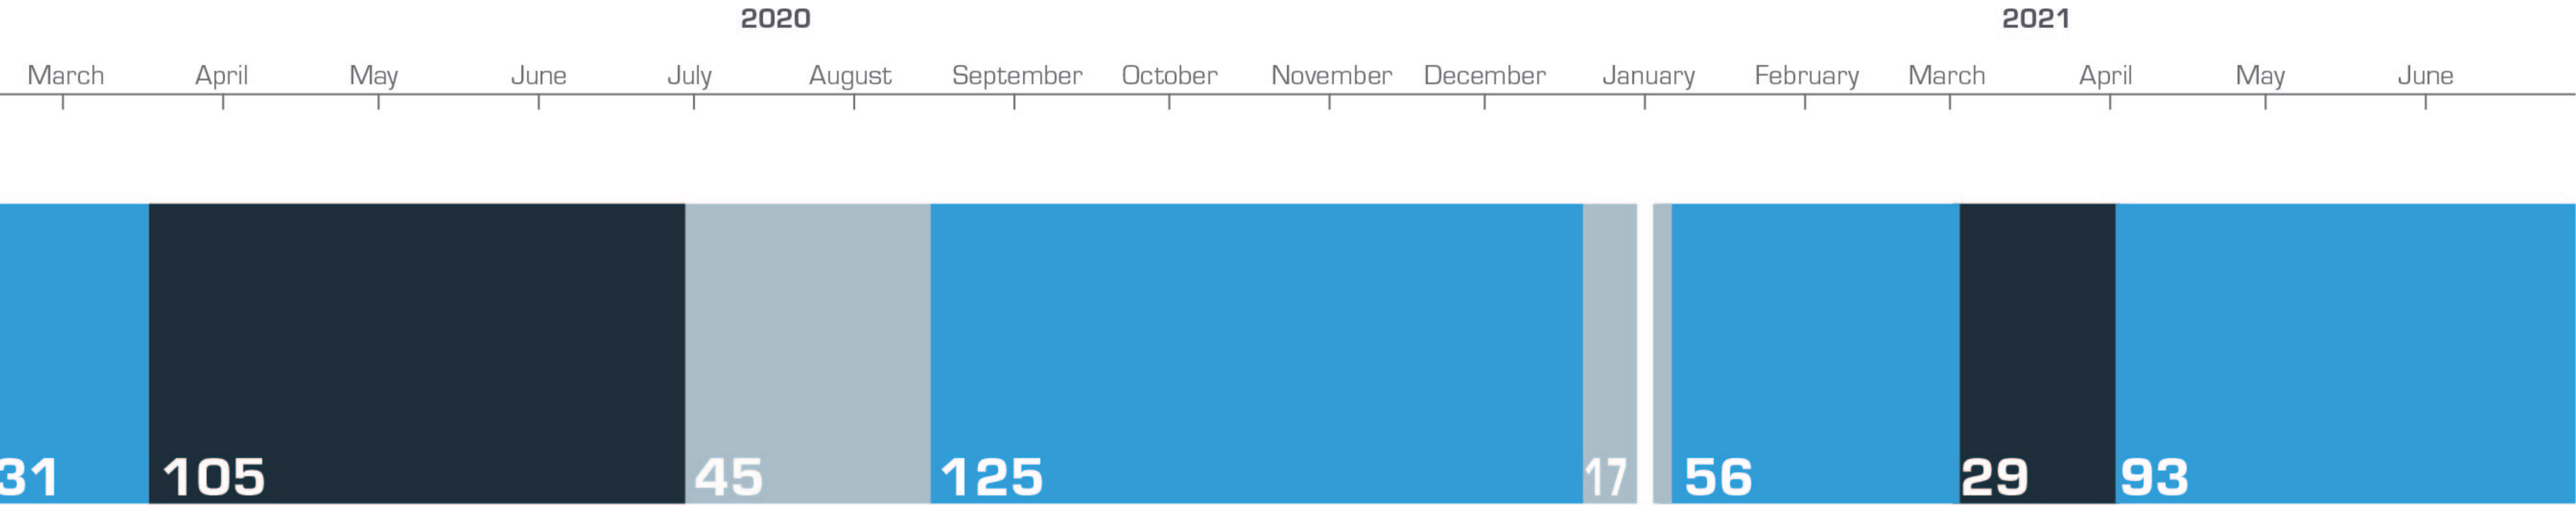 2020 2021
March April May June July August September October November December January February March April May June
31 105 45 125 17 56 29 93